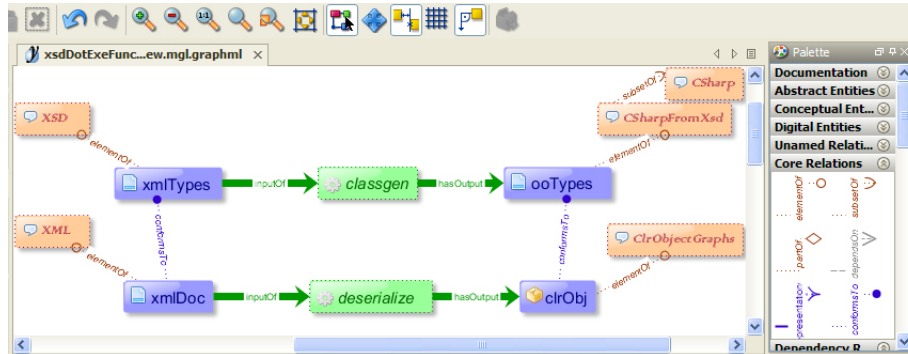 1:1
xsdDotExeFunc...ew.mgl.graphml
Palette
Documentation
Abstract Entities
Conceptual Ent...
Digital Entities
Unamed Relati...
Core Relations
subsetOf
CSharp
XSD
CSharpFromXsd
elementOf
elementOf
xmlTypes
inputOf
classgen
hasOutput
ooTypes
elementOf
subsetOf
conformsTo
conformsTo
XML
ClrObjectGraphs
partOf
dependsOn
elementOf
elementOf
xmlDoc
inputOf
deserialize
hasOutput
clrObj
presentation
conformsTo
Dependency R...